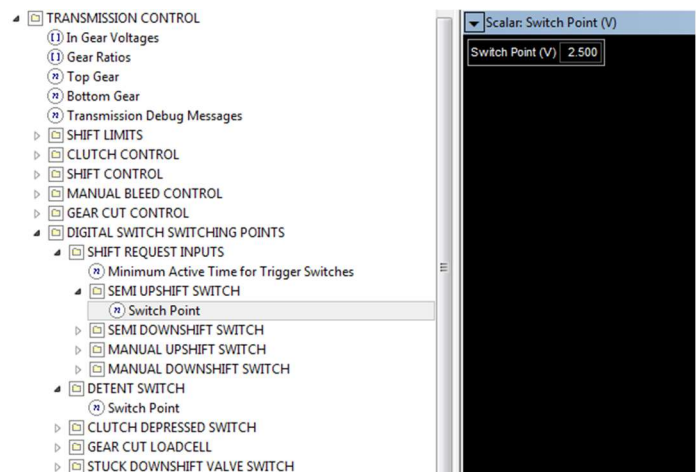 TRANSMISSION CONTROL
In Gear Voltages
Gear Ratios
Top Gear
Bottom Gear
Transmission Debug Messages
SHIFT LIMITS
CLUTCH CONTROL
SHIFT CONTROL
MANUAL BLEED CONTROL
GEAR CUT CONTROL
DIGITAL SWITCH SWITCHING POINTS
SHIFT REQUEST INPUTS
Minimum Active Time for Trigger Switches
SEMI UPSHIFT SWITCH
Switch Point
SEMI DOWNSHIFT SWITCH
MANUAL UPSHIFT SWITCH
MANUAL DOWNSHIFT SWITCH
DETENT SWITCH
Switch Point
CLUTCH DEPRESSED SWITCH
GEAR CUT LOADCELL
STUCK DOWNSHIFT VALVE SWITCH
Scalar: Switch Point (V)
Switch Point (V) 2.500